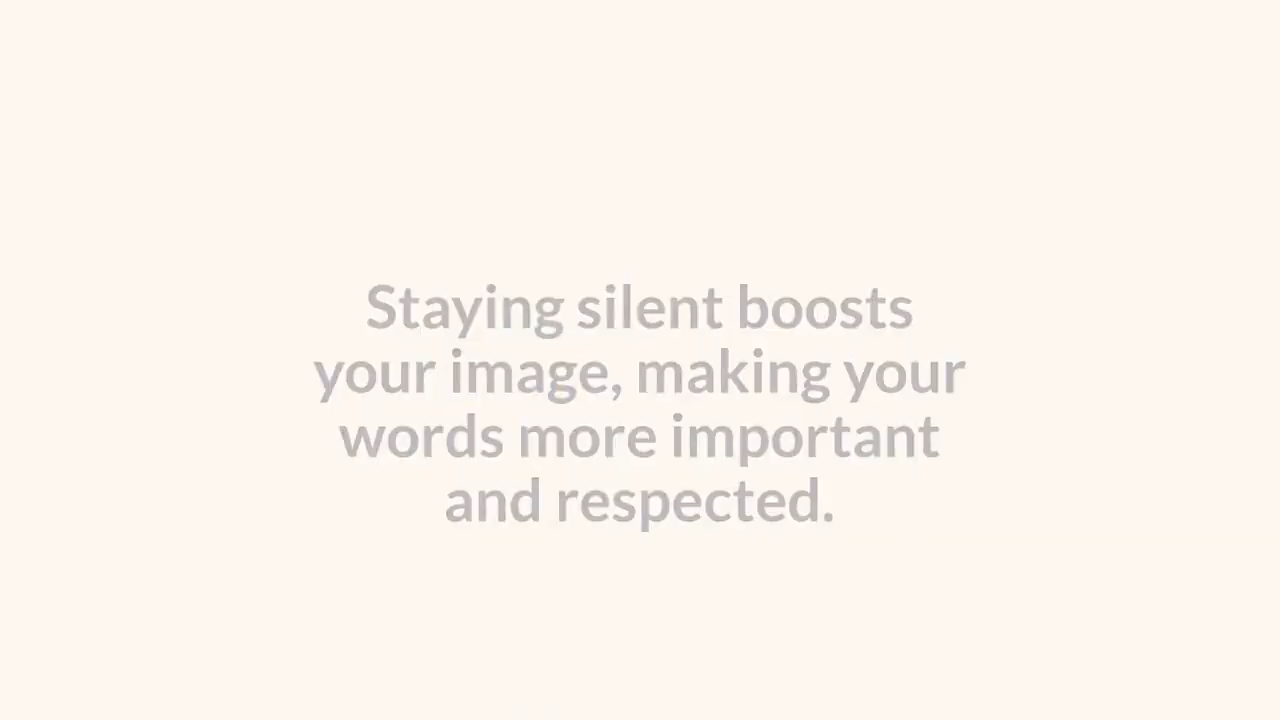 Staying silent boosts
your image, making your
words more important
and respected.